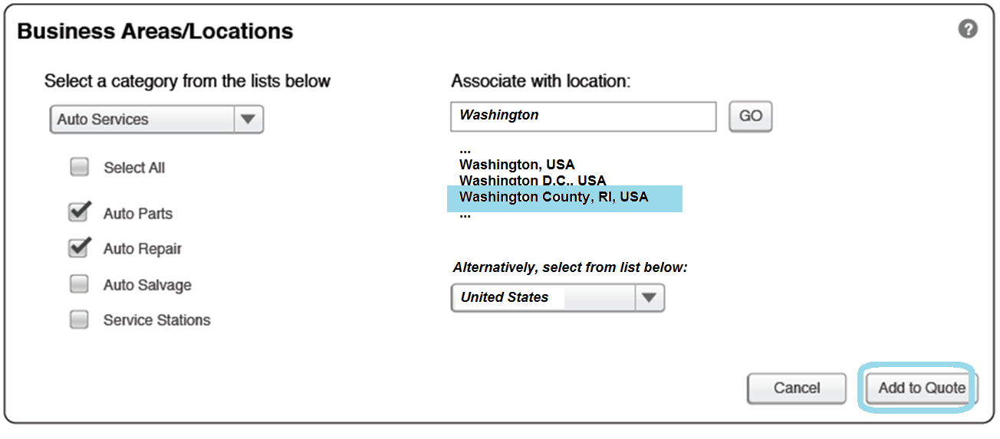 Business Areas/Locations
?
Select a category from the lists below
Auto Services
Select All
Auto Parts
Auto Repair
Auto Salvage
Service Stations
Associate with location:
Washington
GO
...
Washington, USA
Washington D.C., USA
Washington County, RI, USA
...
Alternatively, select from list below:
United States
Cancel
Add to Quote